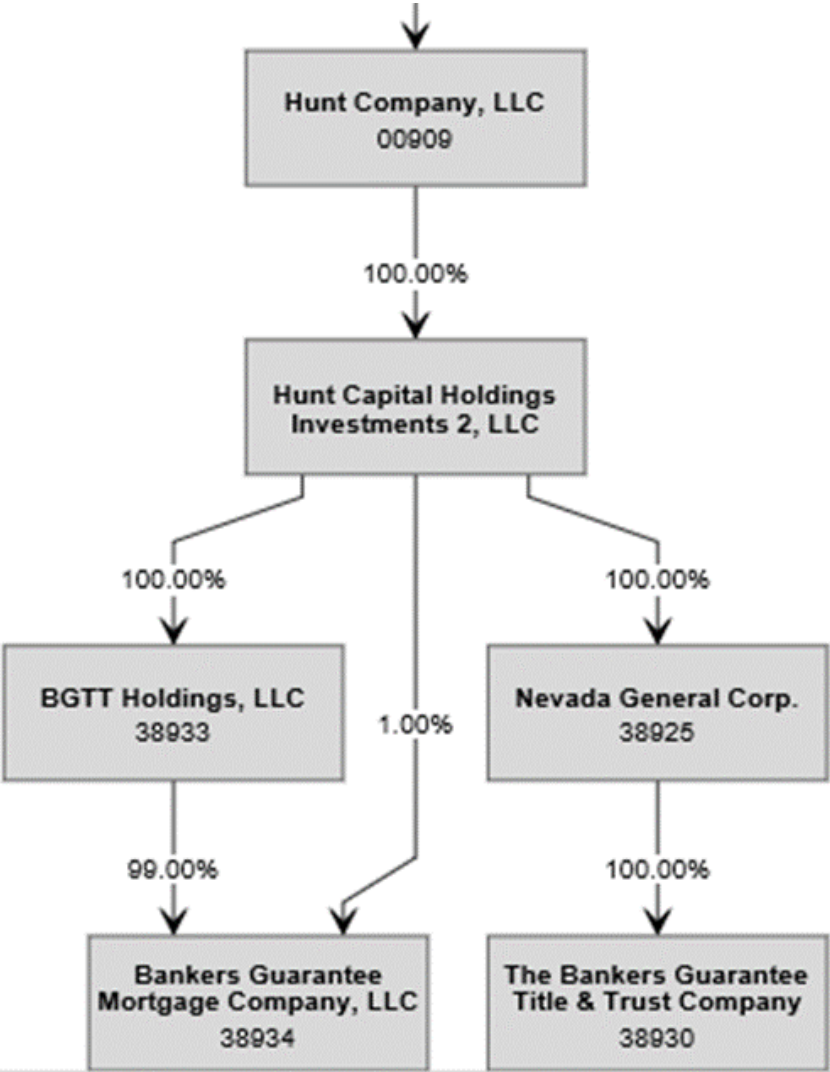 Hunt Company, LLC
00909
100.00%
Hunt Capital Holdings
Investments 2, LLC
100.00%
100.00%
BGTT Holdings, LLC
38933
1.00%
Nevada General Corp.
38925
99.00%
100.00%
Bankers Guarantee
Mortgage Company, LLC
38934
The Bankers Guarantee
Title & Trust Company
38930